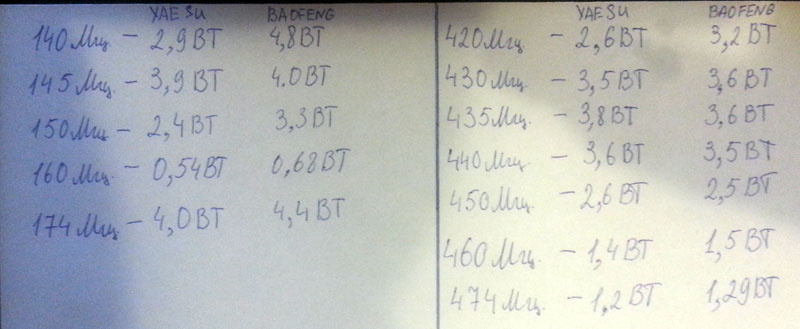 YAESU BAOFENG
140 Мгц. - 2,9 ВТ 4,8 ВТ
145 Мгц. - 3,9 ВТ 4.0 ВТ
150 Мгц - 2,4 ВТ 3,3 ВТ
160 Мгц. - 0,54 ВТ 0,68 ВТ
174 Мгц - 4,0 ВТ 4,4 ВТ
YAESU BAOFENG
420 Мгц - 2,6 ВТ 3,2 ВТ
430 Мгц. - 3,5 ВТ 3,6 ВТ
435 Мгц. - 3,8 ВТ 3,6 ВТ
440 Мгц. - 3,6 ВТ 3,5 ВТ
450 Мгц. - 2,6 ВТ 2,5 ВТ
460 Мгц. - 1,4 ВТ 1,5 ВТ
474 Мгц. - 1,2 ВТ 1,29 ВТ